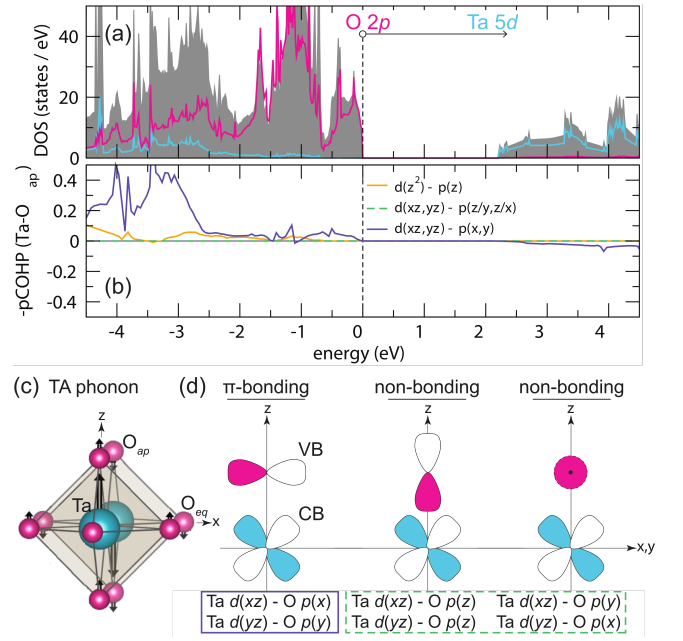 (a)
O 2p
Ta 5d
DOS (states / eV)
40
20
0
-pCOHP (Ta-O_ap)
0.4
0.2
0
-0.2
-0.4
d(z²) - p(z)
d(xz,yz) - p(z/y,z/x)
d(xz,yz) - p(x,y)
(b)
-4 -3 -2 -1 0 1 2 3 4
energy (eV)
(c) TA phonon
z
O_ap
Ta
O_eq
x
(d) π-bonding non-bonding non-bonding
z z z
VB
CB
x,y
Ta d(xz) - O p(x) Ta d(xz) - O p(z) Ta d(xz) - O p(y)
Ta d(yz) - O p(y) Ta d(yz) - O p(z) Ta d(yz) - O p(x)